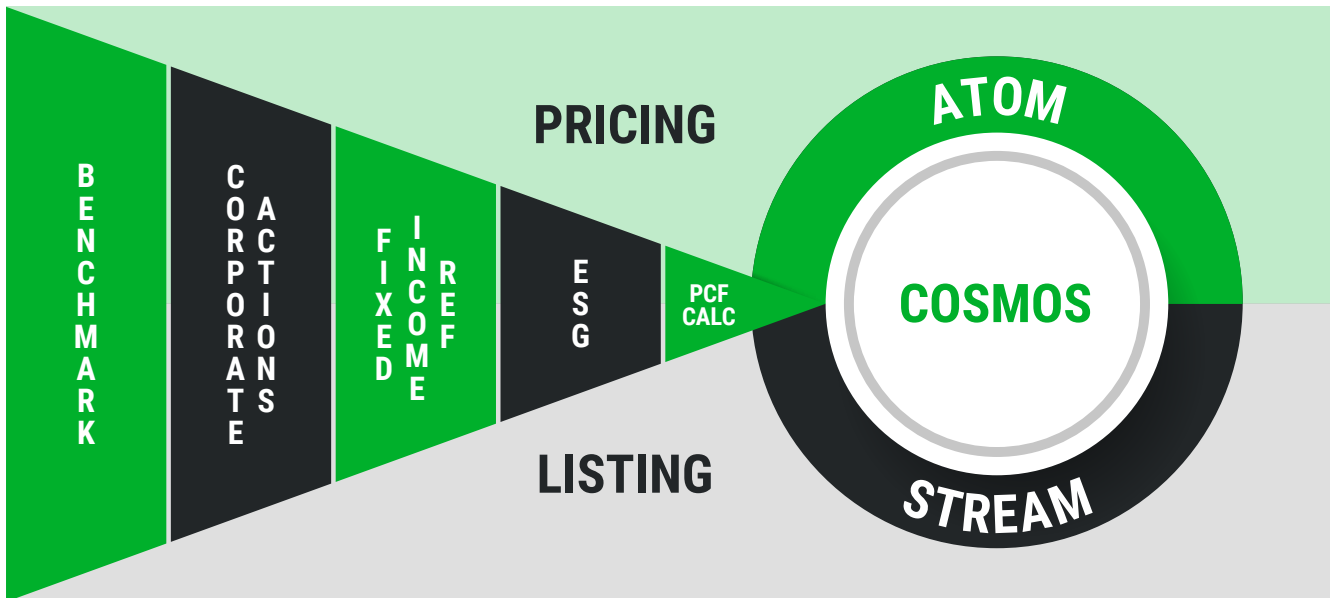 BENCHMARK
CORPORATE
ACTIONS
FIXED
INCOME
REF
ESG
PCF
CALC
PRICING
LISTING
ATOM
COSMOS
STREAM